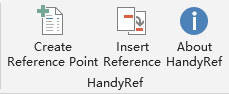 Create Insert About
Reference Point Reference HandyRef
HandyRef